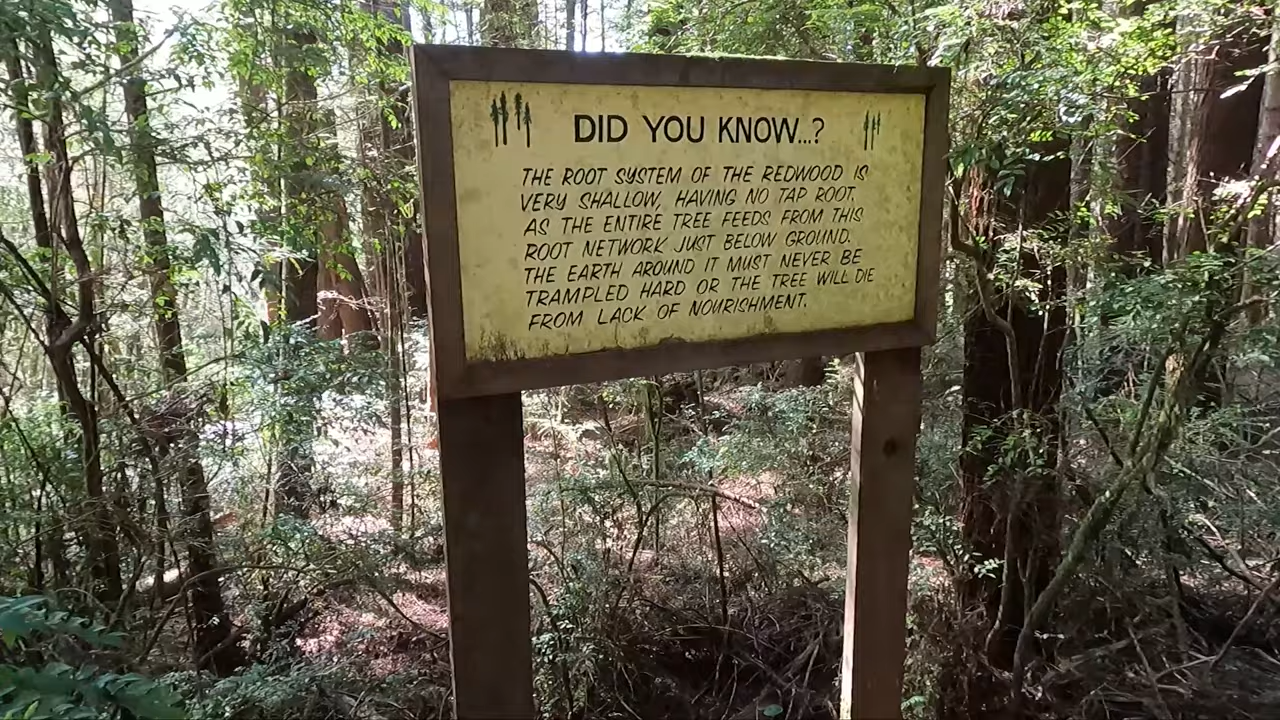 DID YOU KNOW...?
THE ROOT SYSTEM OF THE REDWOOD IS
VERY SHALLOW, HAVING NO TAP ROOT.
AS THE ENTIRE TREE FEEDS FROM THIS
ROOT NETWORK JUST BELOW GROUND.
THE EARTH AROUND IT MUST NEVER BE
TRAMPLED HARD OR THE TREE WILL DIE
FROM LACK OF NOURISHMENT.